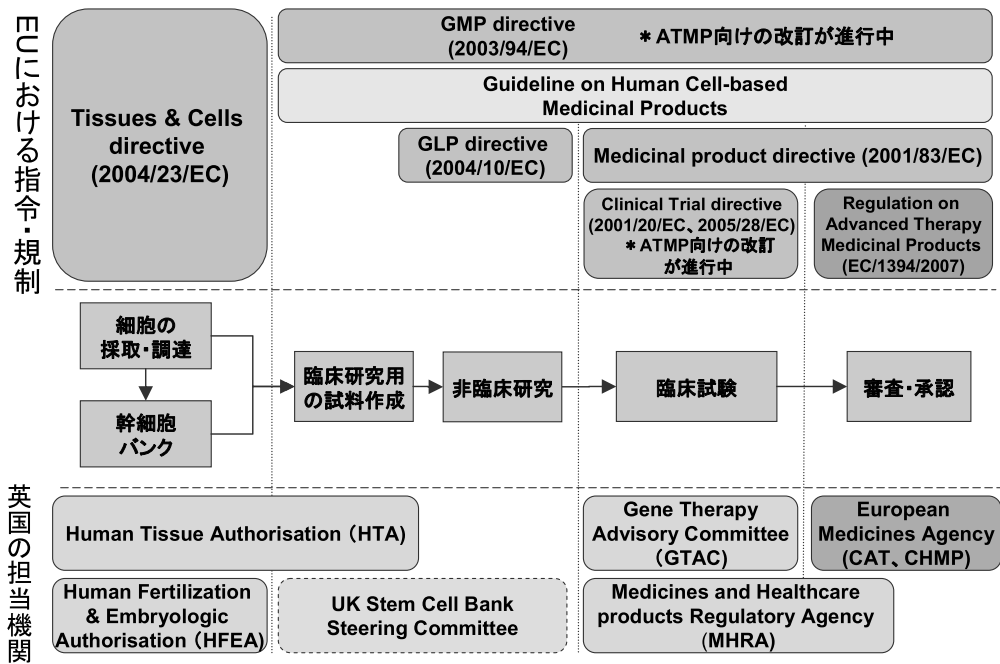 EUにおける指令・規制
Tissues & Cells
directive
(2004/23/EC)
GMP directive
(2003/94/EC)
＊ATMP向けの改訂が進行中
Guideline on Human Cell-based
Medicinal Products
GLP directive
(2004/10/EC)
Medicinal product directive (2001/83/EC)
Clinical Trial directive
(2001/20/EC、2005/28/EC)
＊ATMP向けの改訂
が進行中
Regulation on
Advanced Therapy
Medicinal Products
(EC/1394/2007)
細胞の
採取・調達
幹細胞
バンク
臨床研究用
の試料作成
非臨床研究
臨床試験
審査・承認
英国の担当機関
Human Tissue Authorisation（HTA)
Human Fertilization
& Embryologic
Authorisation（HFEA)
UK Stem Cell Bank
Steering Committee
Gene Therapy
Advisory Committee
（GTAC)
Medicines and Healthcare
products Regulatory Agency
(MHRA)
European
Medicines Agency
(CAT、CHMP)